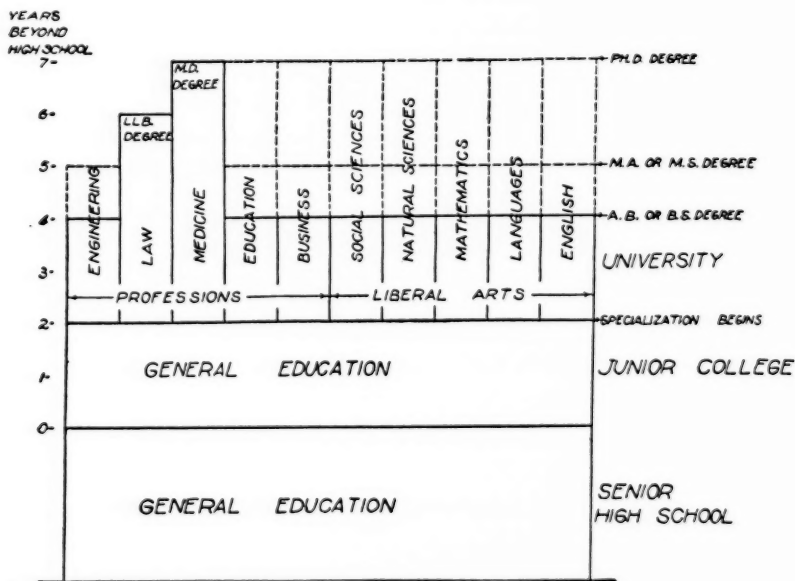 YEARS
BEYOND
HIGH SCHOOL
7-
6-
5-
4-
3-
2-
1-
0-
M.D.
DEGREE
LLB.
DEGREE
ENGINEERING
LAW
MEDICINE
EDUCATION
BUSINESS
SOCIAL SCIENCES
NATURAL SCIENCES
MATHEMATICS
LANGUAGES
ENGLISH
PROFESSIONS
LIBERAL ARTS
PH.D. DEGREE
M.A. OR M.S. DEGREE
A.B. OR B.S. DEGREE
UNIVERSITY
SPECIALIZATION BEGINS
GENERAL EDUCATION
JUNIOR COLLEGE
GENERAL EDUCATION
SENIOR
HIGH SCHOOL